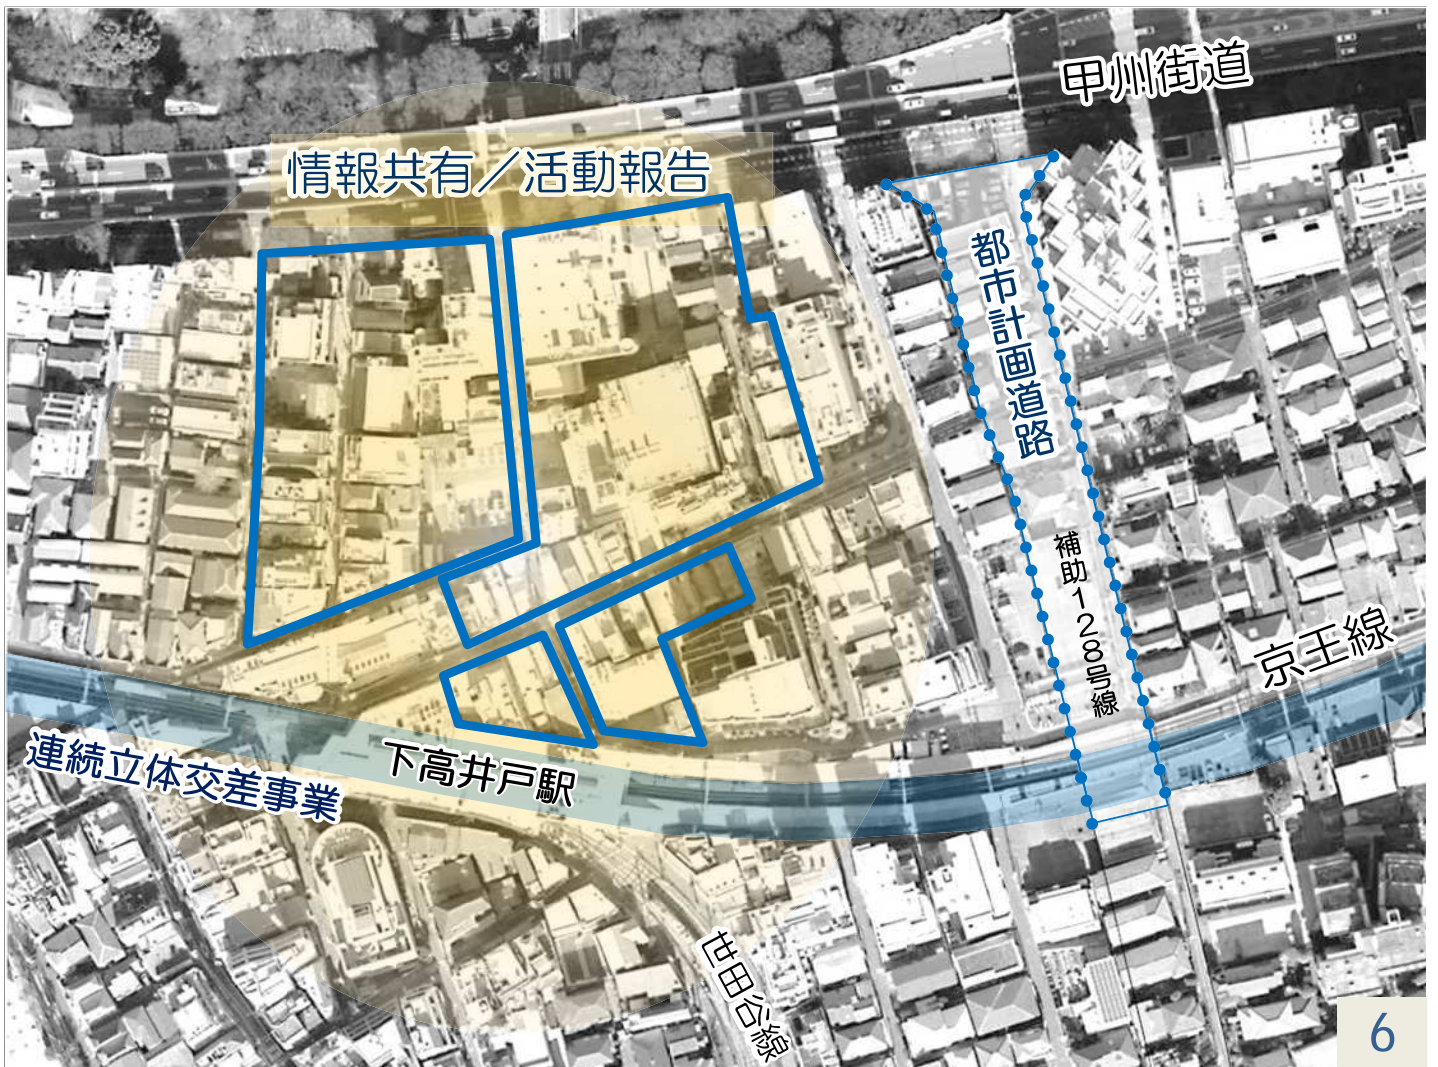 甲州街道
情報共有／活動報告
都市計画道路
補助128号線
京王線
連続立体交差事業
下高井戸駅
世田谷線
6